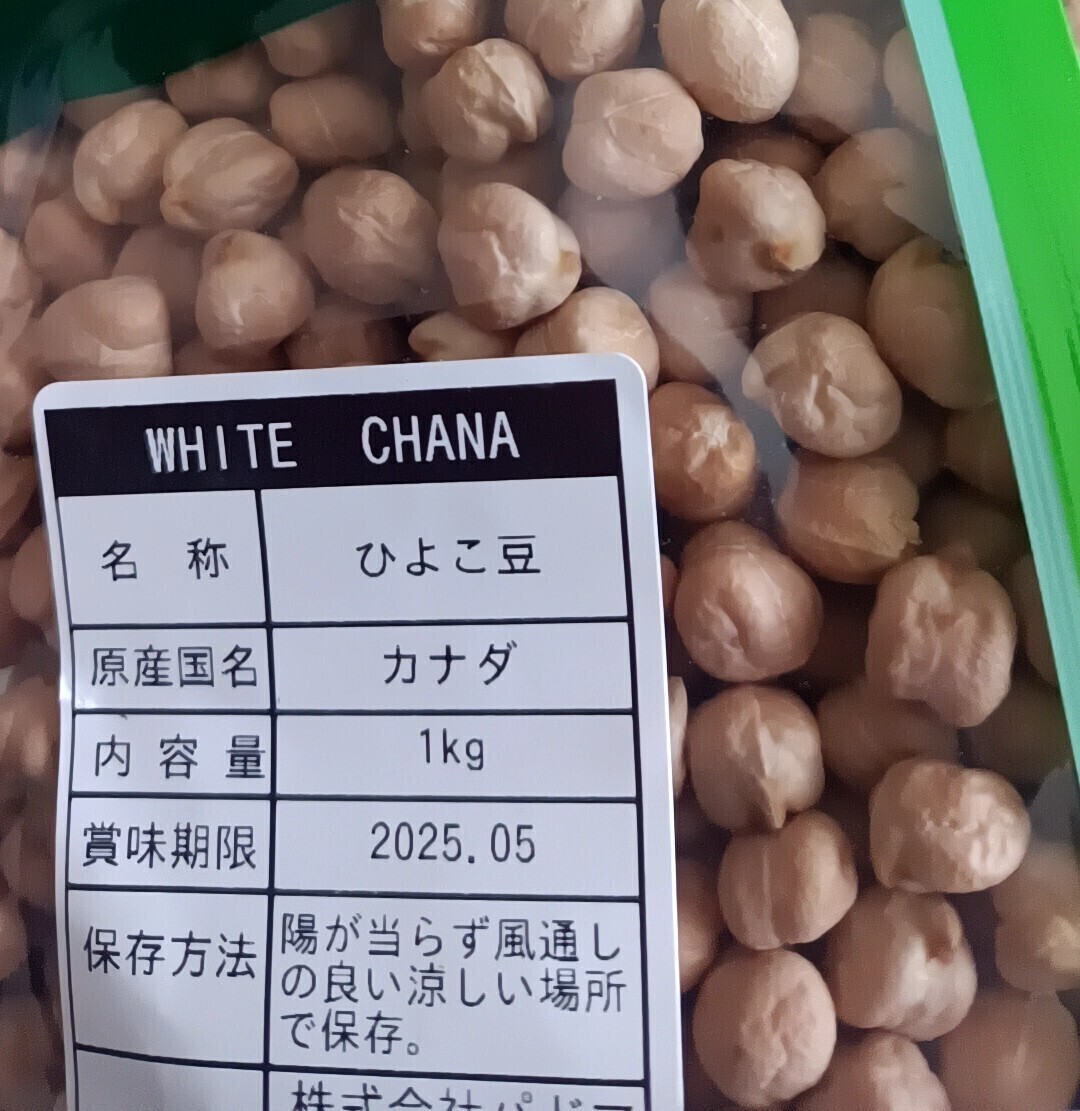 WHITE CHANA
名 称 ひよこ豆
原産国名 カナダ
内 容 量 1kg
賞味期限 2025.05
保存方法 陽が当らず風通し
の良い涼しい場所
で保存。
株式会社